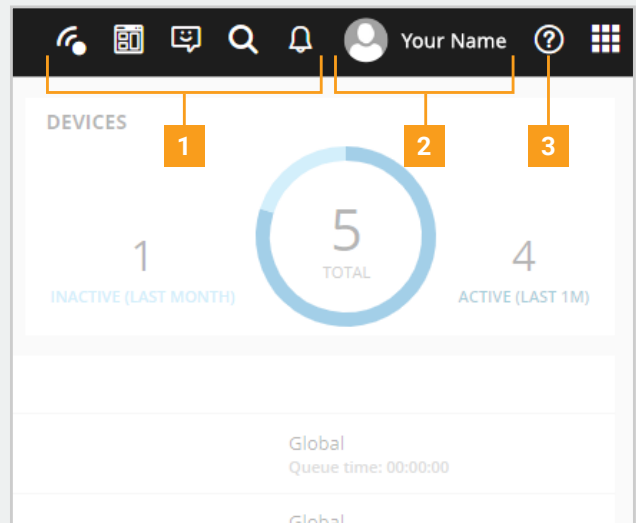 Your Name
DEVICES
1
2
3
5
TOTAL
1
INACTIVE (LAST MONTH)
4
ACTIVE (LAST 1M)
Global
Queue time: 00:00:00
Global